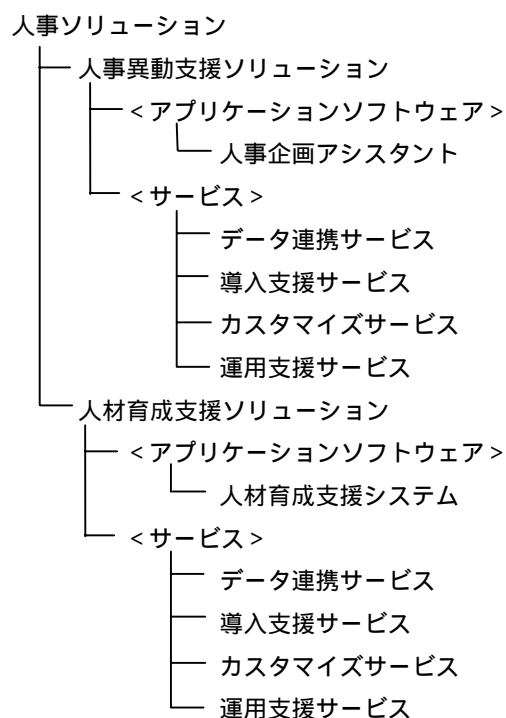 人事ソリューション
人事異動支援ソリューション
<アプリケーションソフトウェア>
人事企画アシスタント
<サービス>
データ連携サービス
導入支援サービス
カスタマイズサービス
運用支援サービス
人材育成支援ソリューション
<アプリケーションソフトウェア>
人材育成支援システム
<サービス>
データ連携サービス
導入支援サービス
カスタマイズサービス
運用支援サービス